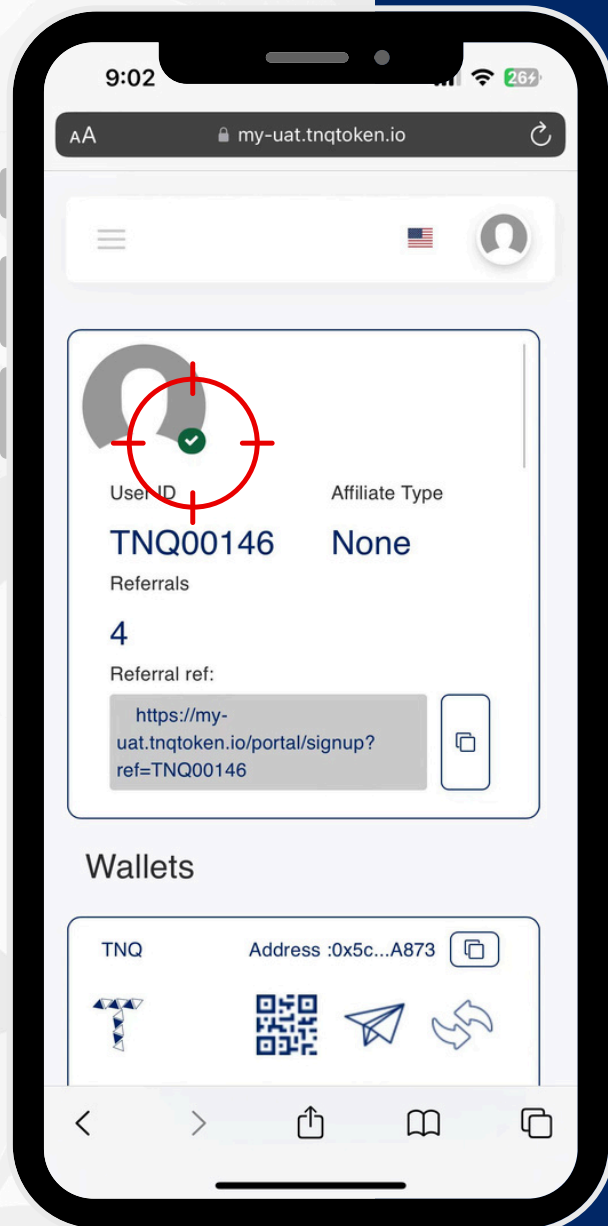 9:02
26
AA
my-uat.tnqtoken.io
User ID
Affiliate Type
TNQ00146
None
Referrals
4
Referral ref:
https://my-
uat.tnqtoken.io/portal/signup?
ref=TNQ00146
Wallets
TNQ
Address :0x5c...A873